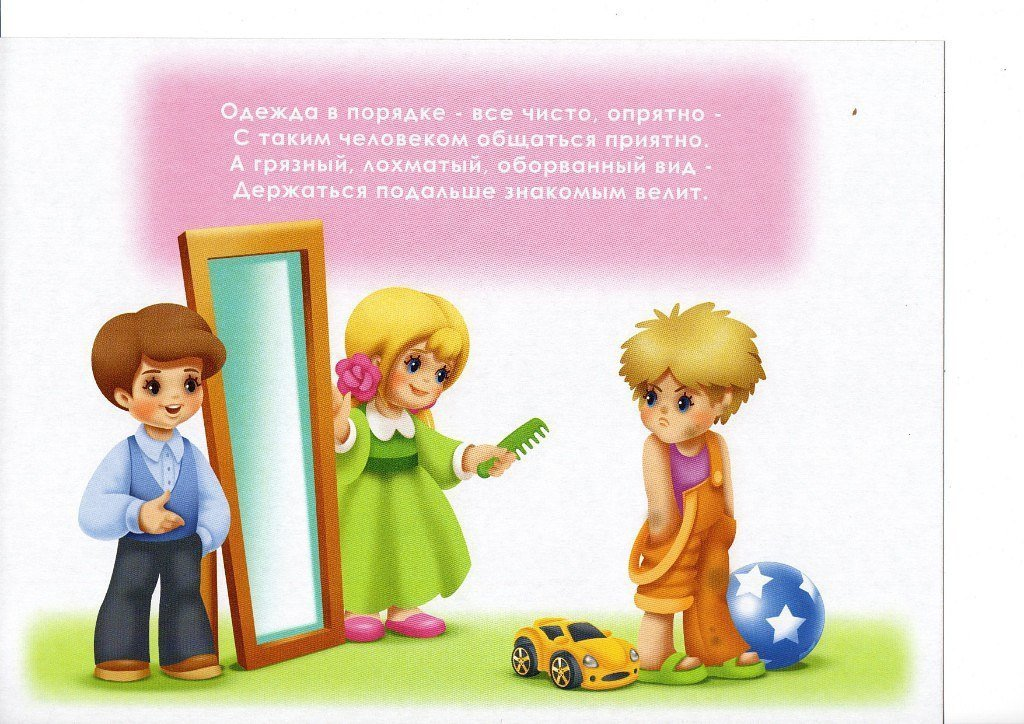 Одежда в порядке - все чисто, опрятно -
С таким человеком общаться приятно.
А грязный, лохматый, оборванный вид -
Держаться подальше знакомым велит.